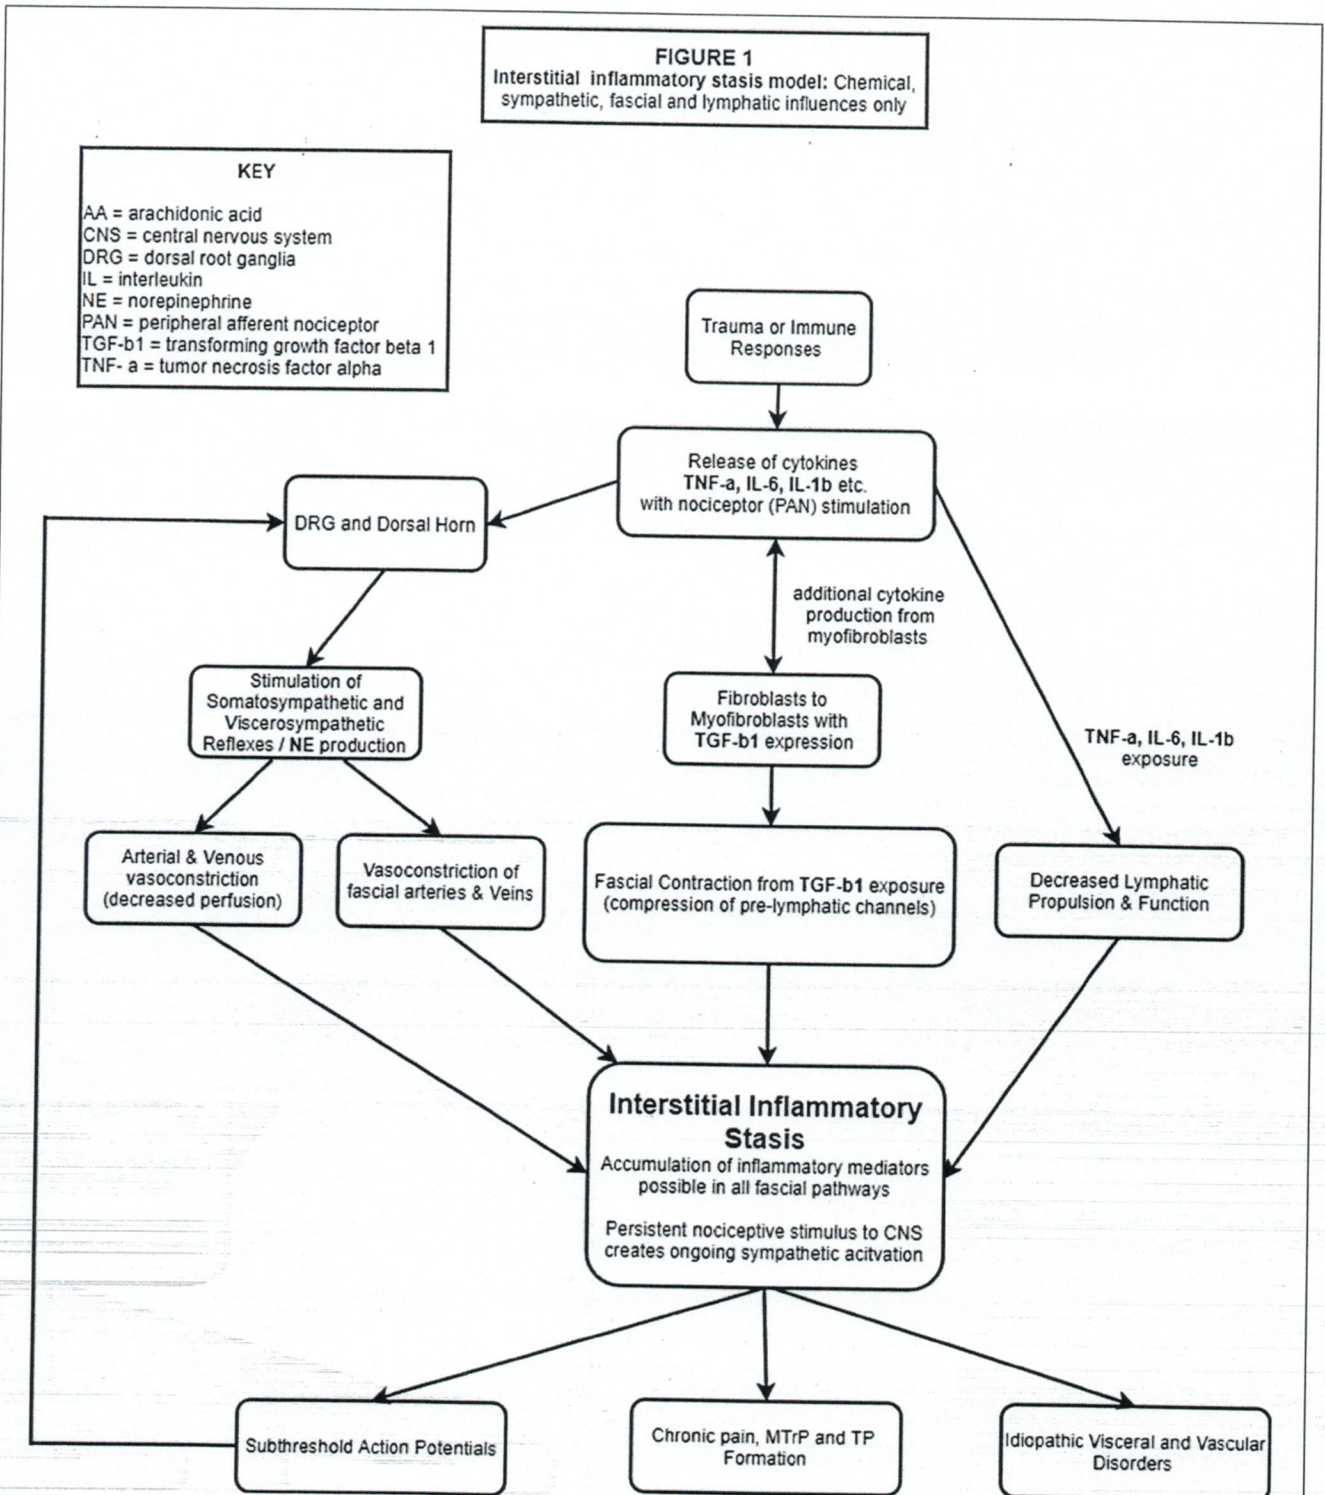 FIGURE 1
Interstitial inflammatory stasis model: Chemical,
sympathetic, fascial and lymphatic influences only
KEY
AA = arachidonic acid
CNS = central nervous system
DRG = dorsal root ganglia
IL = interleukin
NE = norepinephrine
PAN = peripheral afferent nociceptor
TGF-b1 = transforming growth factor beta 1
TNF- a = tumor necrosis factor alpha
Trauma or Immune
Responses
Release of cytokines
TNF-a, IL-6, IL-1b etc.
with nociceptor (PAN) stimulation
DRG and Dorsal Horn
additional cytokine
production from
myofibroblasts
Stimulation of
Somatosympathetic and
Viscerosympathetic
Reflexes / NE production
Fibroblasts to
Myofibroblasts with
TGF-b1 expression
TNF-a, IL-6, IL-1b
exposure
Arterial & Venous
vasoconstriction
(decreased perfusion)
Vasoconstriction of
fascial arteries & Veins
Fascial Contraction from TGF-b1 exposure
(compression of pre-lymphatic channels)
Decreased Lymphatic
Propulsion & Function
Interstitial Inflammatory
Stasis
Accumulation of inflammatory mediators
possible in all fascial pathways
Persistent nociceptive stimulus to CNS
creates ongoing sympathetic acitvation
Subthreshold Action Potentials
Chronic pain, MTrP and TP
Formation
Idiopathic Visceral and Vascular
Disorders